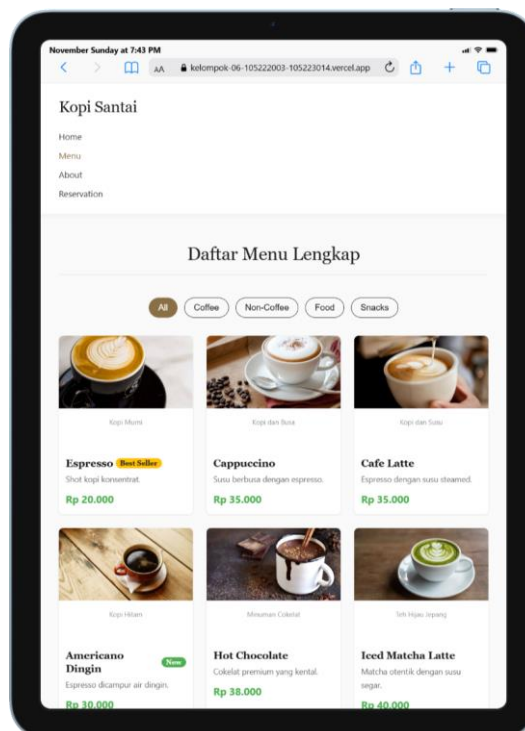 November Sunday at 7:43 PM
AA kelompok-06-105222003-105223014.vercel.app
Kopi Santai
Home
Menu
About
Reservation
Daftar Menu Lengkap
All Coffee Non-Coffee Food Snacks
Kopi Murni Kopi dan Busa Kopi dan Susu
Espresso Best Seller Cappuccino Cafe Latte
Shot kopi konsentrat. Susu berbusa dengan espresso. Espresso dengan susu steamed.
Rp 20.000 Rp 35.000 Rp 35.000
Kopi Hitam Minuman Cokelat Teh Hijau Jepang
Americano Dingin New Hot Chocolate Iced Matcha Latte
Espresso dicampur air dingin. Cokelat premium yang kental. Matcha otentik dengan susu segar.
Rp 30.000 Rp 38.000 Rp 40.000